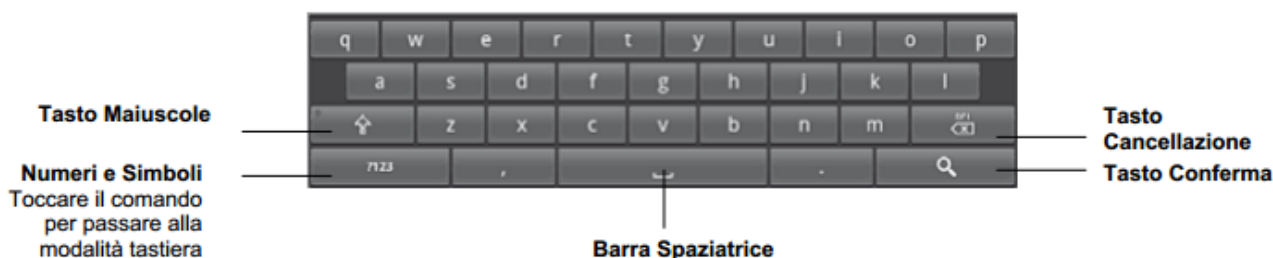 q w e r t y u i o p
a s d f g h j k l
Tasto Maiuscole
z x c v b n m
DEL
Tasto
Cancellazione
Numeri e Simboli
Toccare il comando
per passare alla
modalità tastiera
?123 , .
Tasto Conferma
Barra Spaziatrice